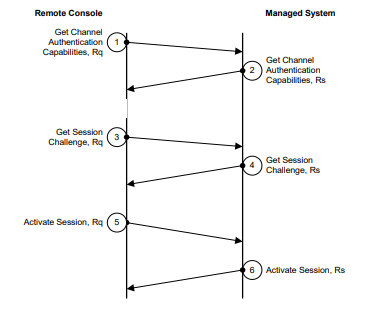 Remote Console
Managed System
Get Channel
Authentication
Capabilities, Rq
1
2
Get Channel
Authentication
Capabilities, Rs
Get Session
Challenge, Rq
3
4
Get Session
Challenge, Rs
Activate Session, Rq
5
6
Activate Session, Rs